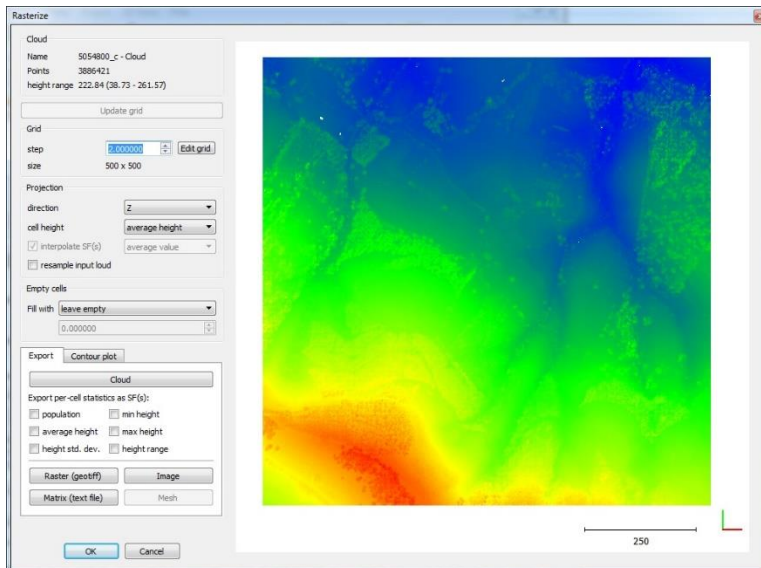 Rasterize
Cloud
Name 5054800_c - Cloud
Points 3886421
height range 222.84 (38.73 - 261.57)
Update grid
Grid
step 2.000000 Edit grid
size 500 x 500
Projection
direction Z
cell height average height
interpolate SF(s) average value
resample input loud
Empty cells
Fill with leave empty
0.000000
Export Contour plot
Cloud
Export per-cell statistics as SF(s):
population min height
average height max height
height std. dev. height range
Raster (geotiff) Image
Matrix (text file) Mesh
OK Cancel
250